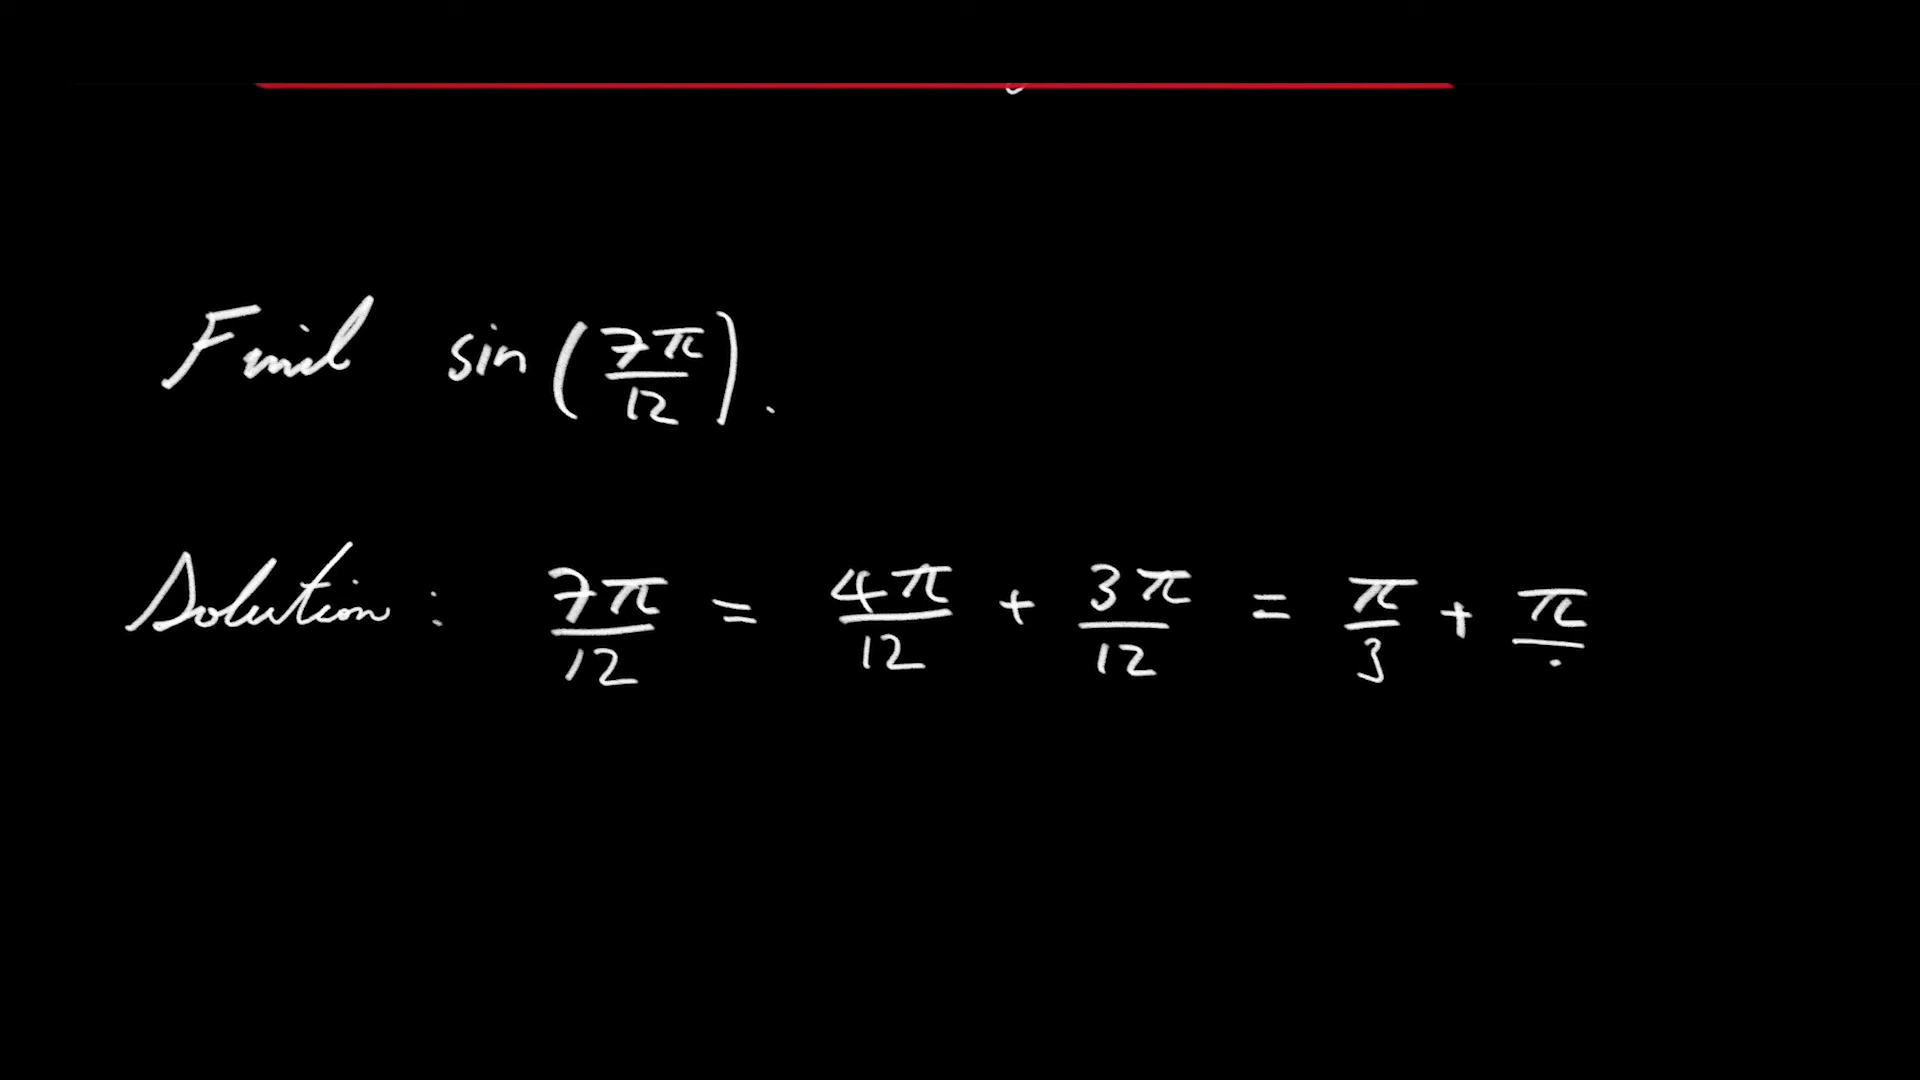 Find sin(7π/12).
Solution: 7π/12 = 4π/12 + 3π/12 = π/3 + π/